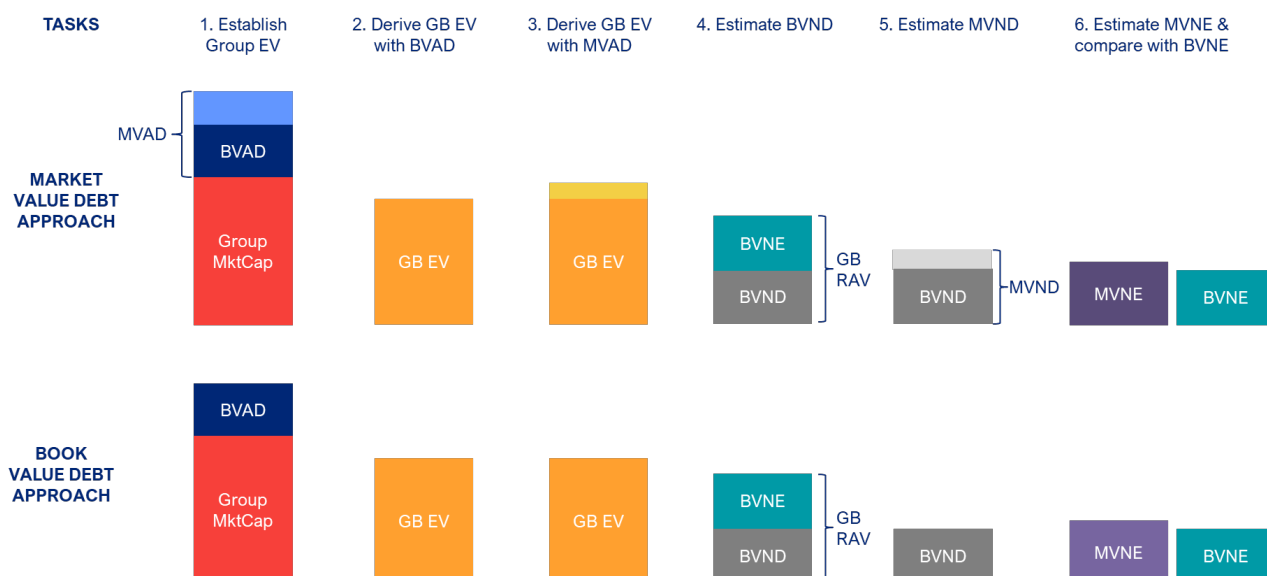 TASKS
1. Establish
Group EV
2. Derive GB EV
with BVAD
3. Derive GB EV
with MVAD
4. Estimate BVND
5. Estimate MVND
6. Estimate MVNE &
compare with BVNE
MARKET
VALUE DEBT
APPROACH
MVAD
BVAD
Group
MktCap
GB EV
GB EV
BVNE
BVND
GB
RAV
BVND
MVND
MVNE
BVNE
BOOK
VALUE DEBT
APPROACH
BVAD
Group
MktCap
GB EV
GB EV
BVNE
BVND
GB
RAV
BVND
MVNE
BVNE